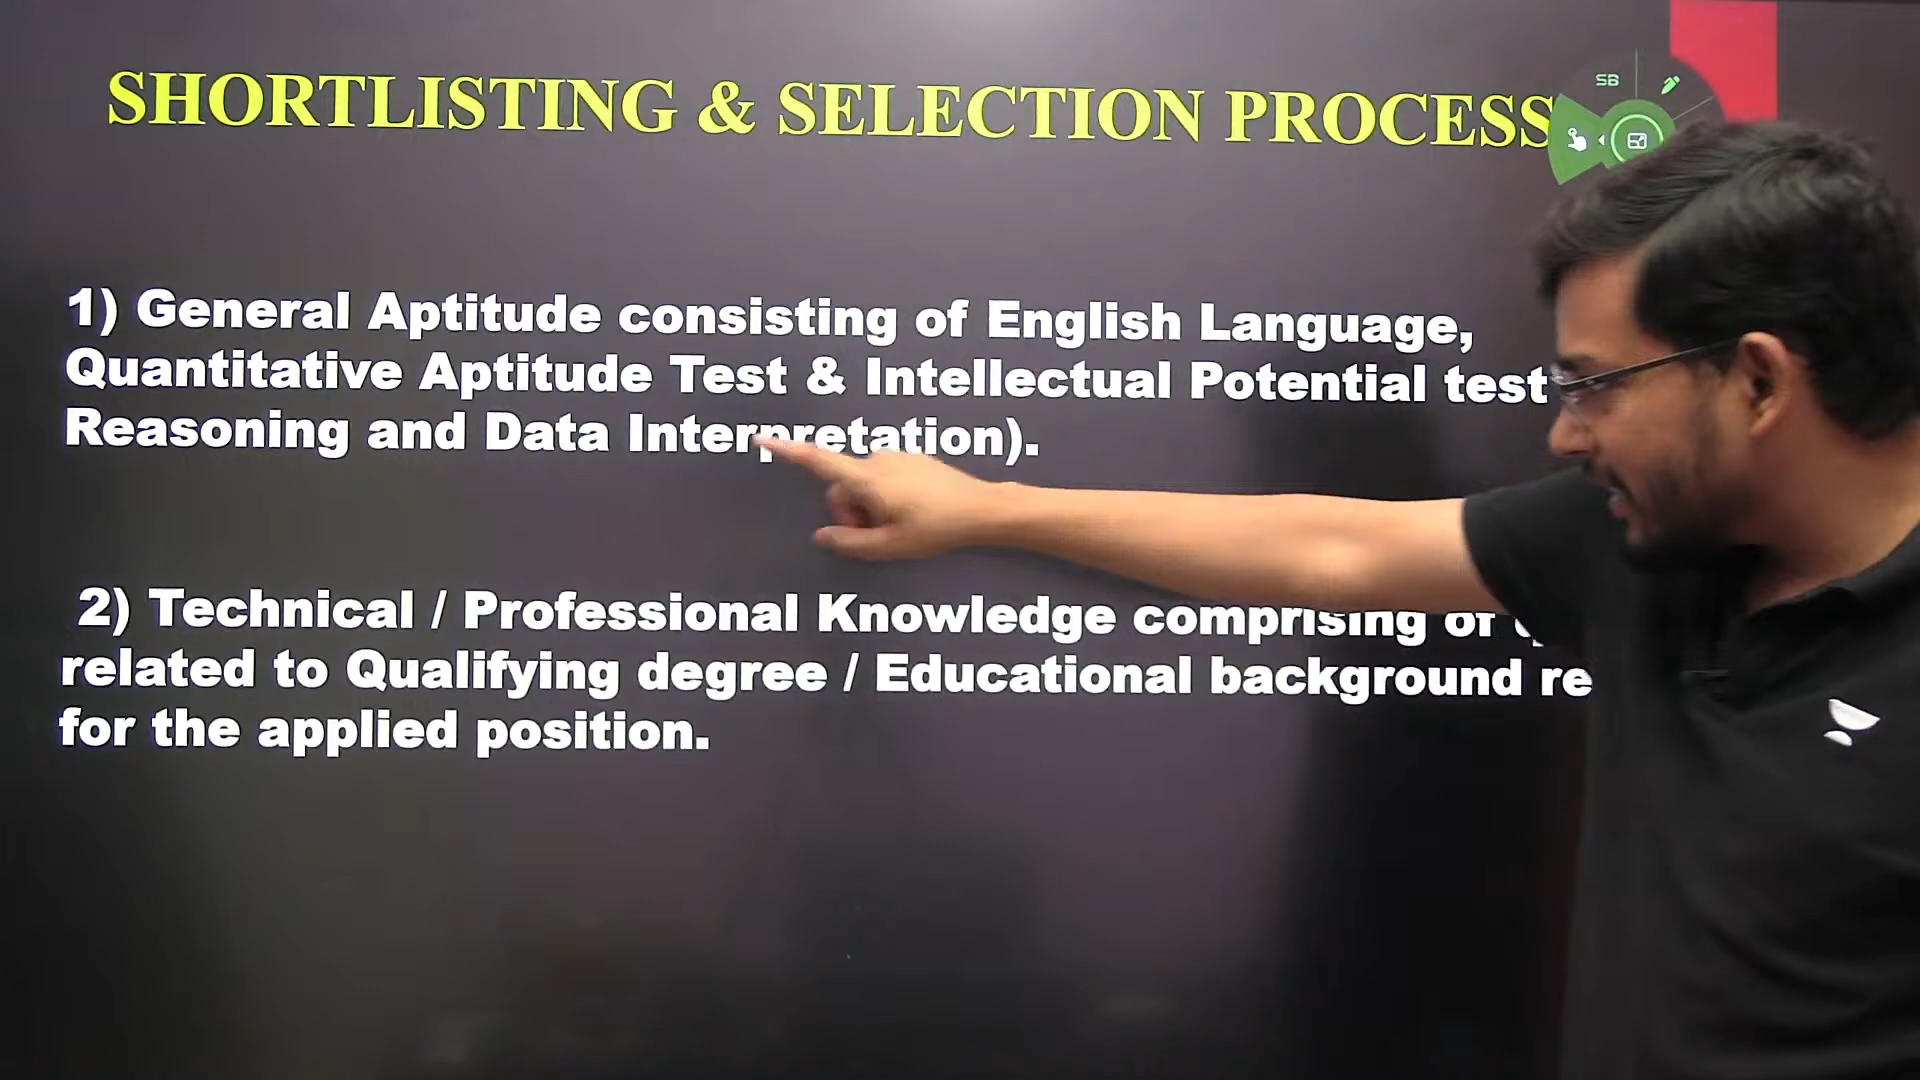 SHORTLISTING & SELECTION PROCESS
SB
1) General Aptitude consisting of English Language,
Quantitative Aptitude Test & Intellectual Potential test
Reasoning and Data Interpretation).
2) Technical / Professional Knowledge comprising of
related to Qualifying degree / Educational background
for the applied position.